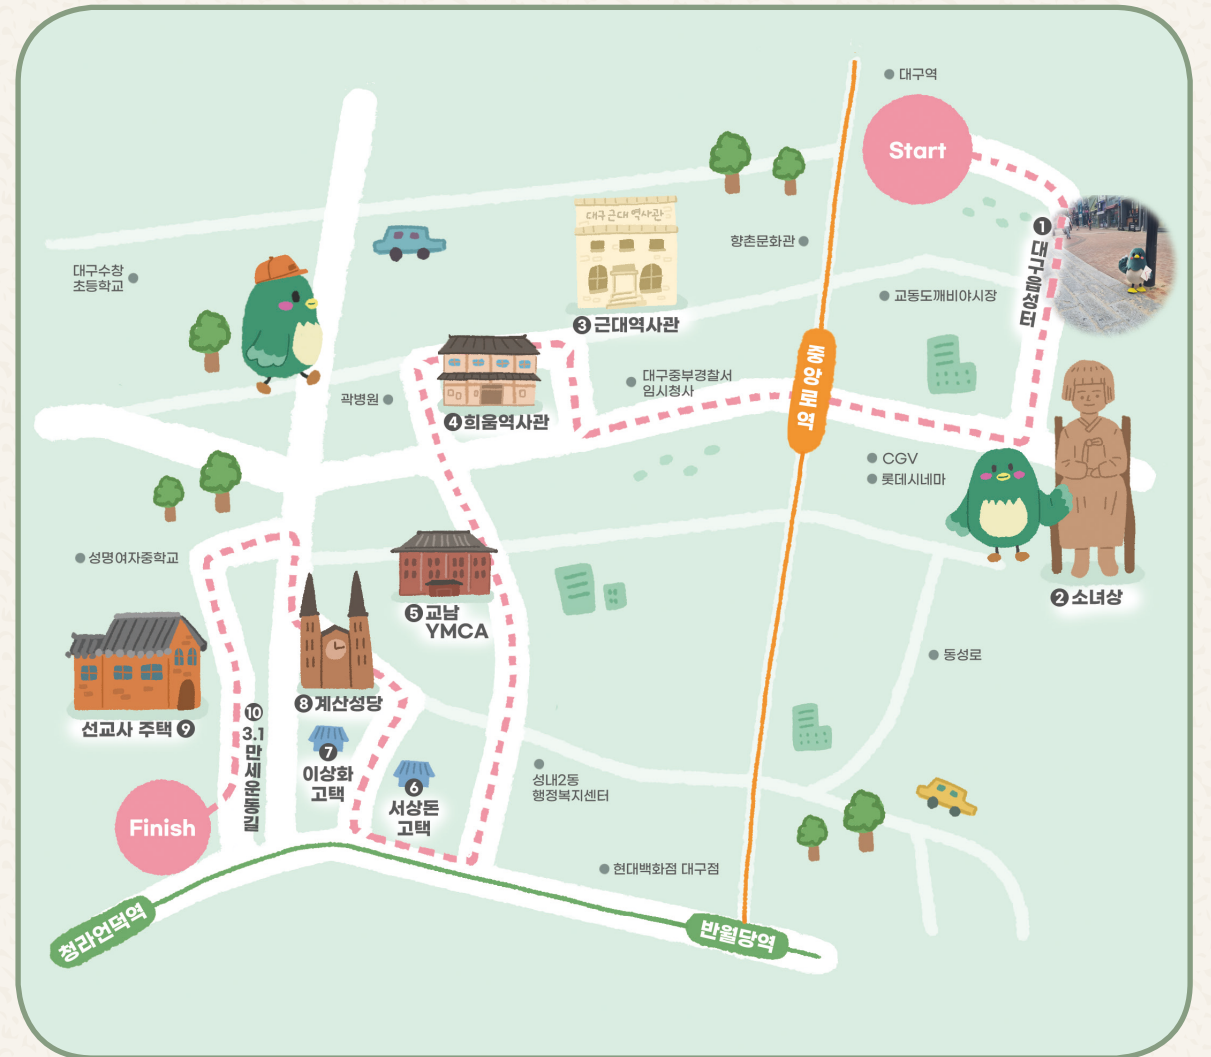 대구역
Start
❶ 대구읍성터
대구근대역사관
향촌문화관
대구수창
초등학교
교동도깨비야시장
❸ 근대역사관
중앙로역
대구중부경찰서
임시청사
곽병원
❹ 희움역사관
CGV
롯데시네마
성명여자중학교
❷ 소녀상
❺ 교남
YMCA
동성로
❽ 계산성당
선교사 주택 ❾
❿ 3.1만세운동길
❼
이상화
고택
❻
서상돈
고택
성내2동
행정복지센터
Finish
현대백화점 대구점
청라언덕역
반월당역